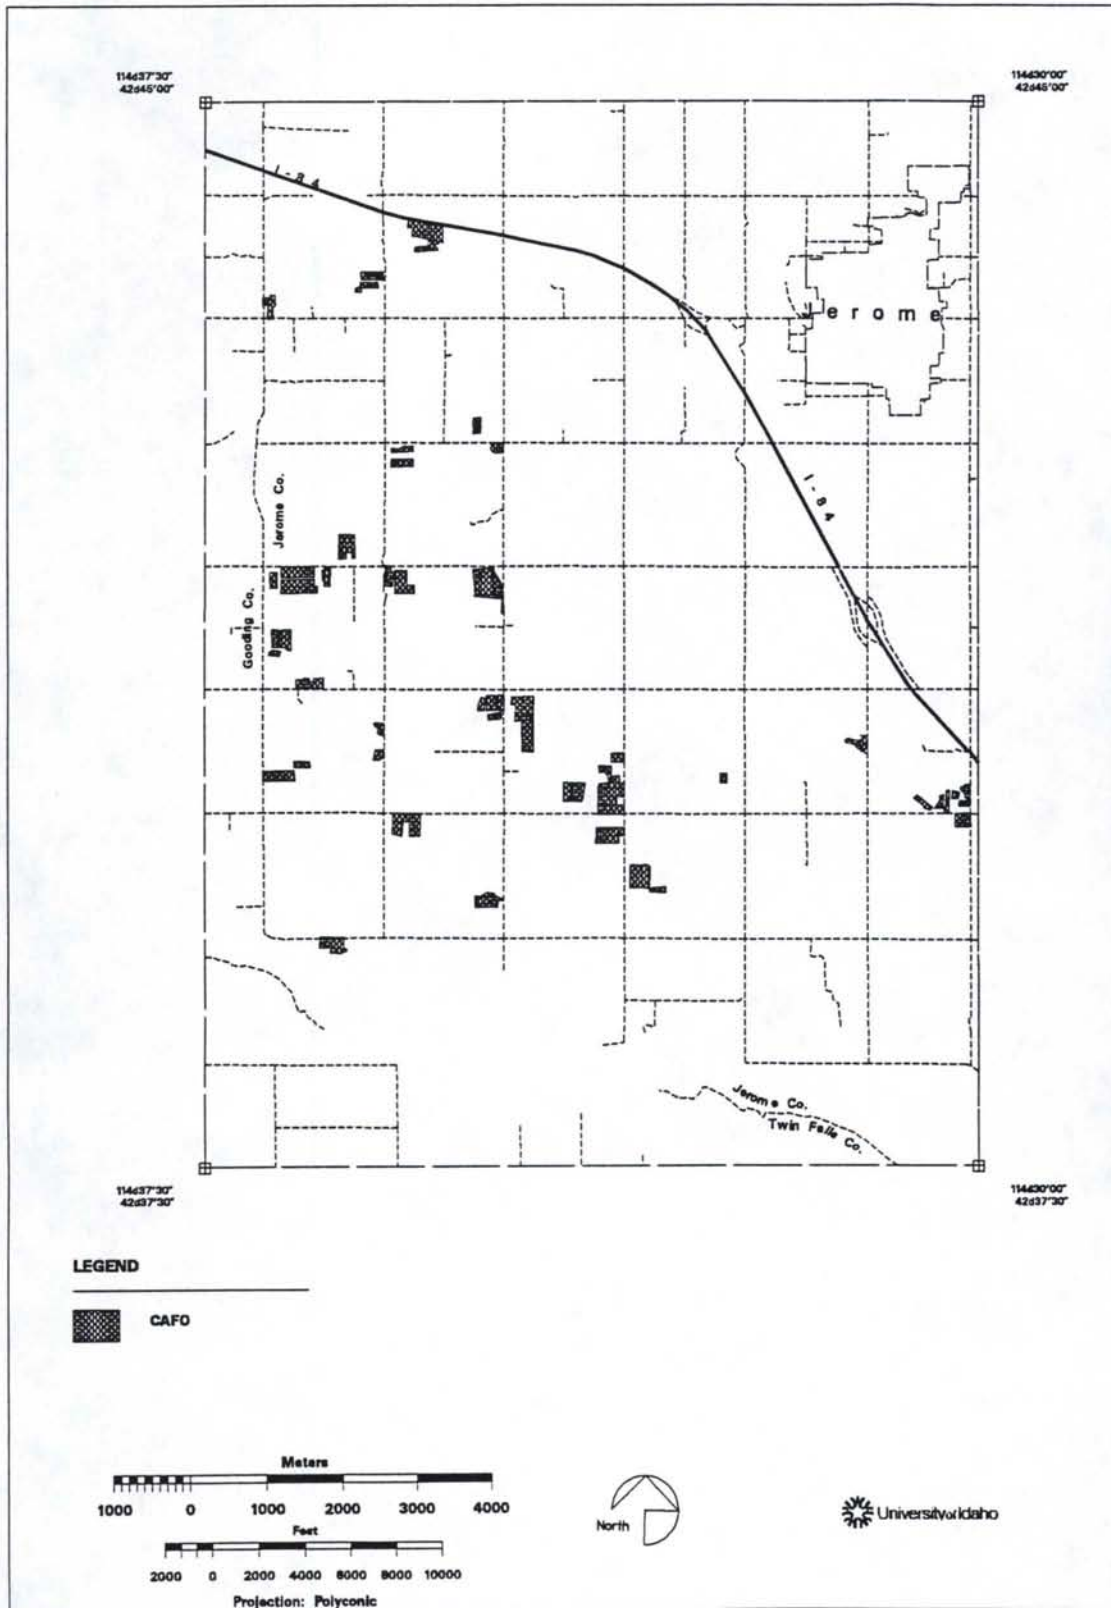 114d37'30" 114d30'00"
42d45'00" 42d45'00"
I-84
Jerome
I-84
Jerome Co.
Gooding Co.
Jerome Co.
Twin Falls Co.
114d37'30" 114d30'00"
42d37'30" 42d37'30"
LEGEND
CAFO
Meters
1000 0 1000 2000 3000 4000
Feet
2000 0 2000 4000 6000 8000 10000
Projection: Polyconic
North
University of Idaho